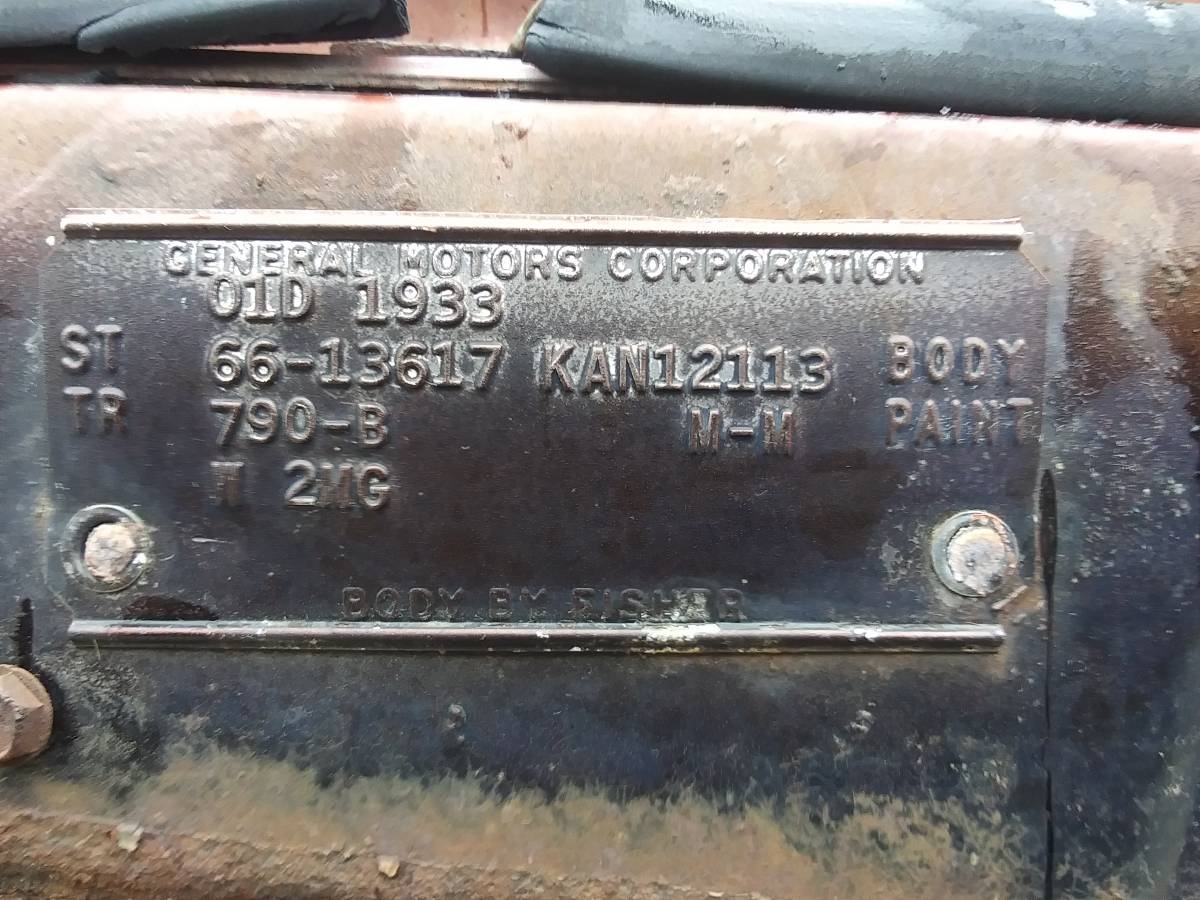 GENERAL MOTORS CORPORATION
01D 1933
ST 66-13617 KAN12113 BODY
TR 790-B M-M PAINT
W 2MG
BODY BY FISHER